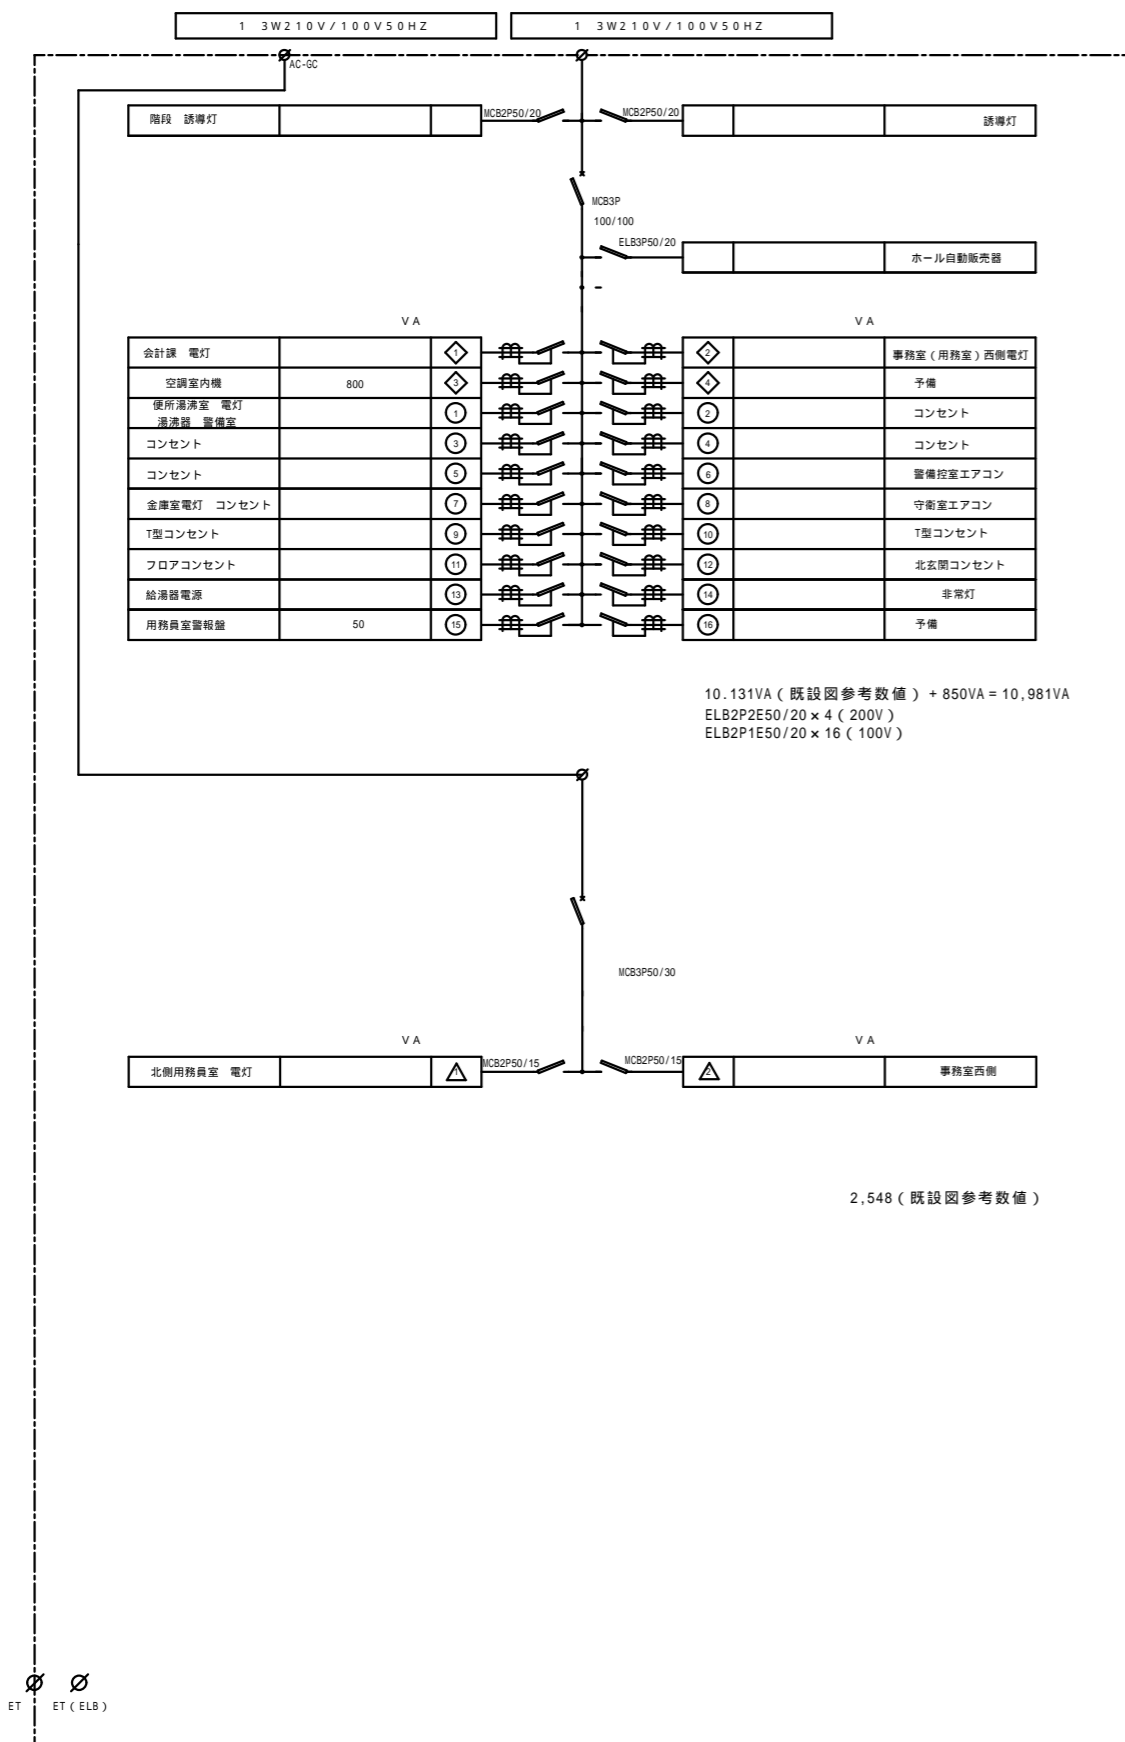 1 3W210V/100V50HZ
1 3W210V/100V50HZ
AC-GC
階段 誘導灯
MCB2P50/20
MCB2P50/20
誘導灯
MCB3P
100/100
ELB3P50/20
ホール自動販売器
VA
VA
会計課 電灯
1
2
事務室(用務室)西側電灯
空調室内機
800
3
4
予備
便所湯沸室 電灯
湯沸器 警備室
1
2
コンセント
コンセント
3
4
コンセント
コンセント
5
6
警備控室エアコン
金庫室電灯 コンセント
7
8
守衛室エアコン
T型コンセント
9
10
T型コンセント
フロアコンセント
11
12
北玄関コンセント
給湯器電源
13
14
非常灯
用務員室警報盤
50
15
16
予備
10.131VA(既設図参考数値)+850VA=10,981VA
ELB2P2E50/20×4(200V)
ELB2P1E50/20×16(100V)
MCB3P50/30
VA
VA
北側用務員室 電灯
1
MCB2P50/15
MCB2P50/15
2
事務室西側
2,548(既設図参考数値)
ET
ET(ELB)